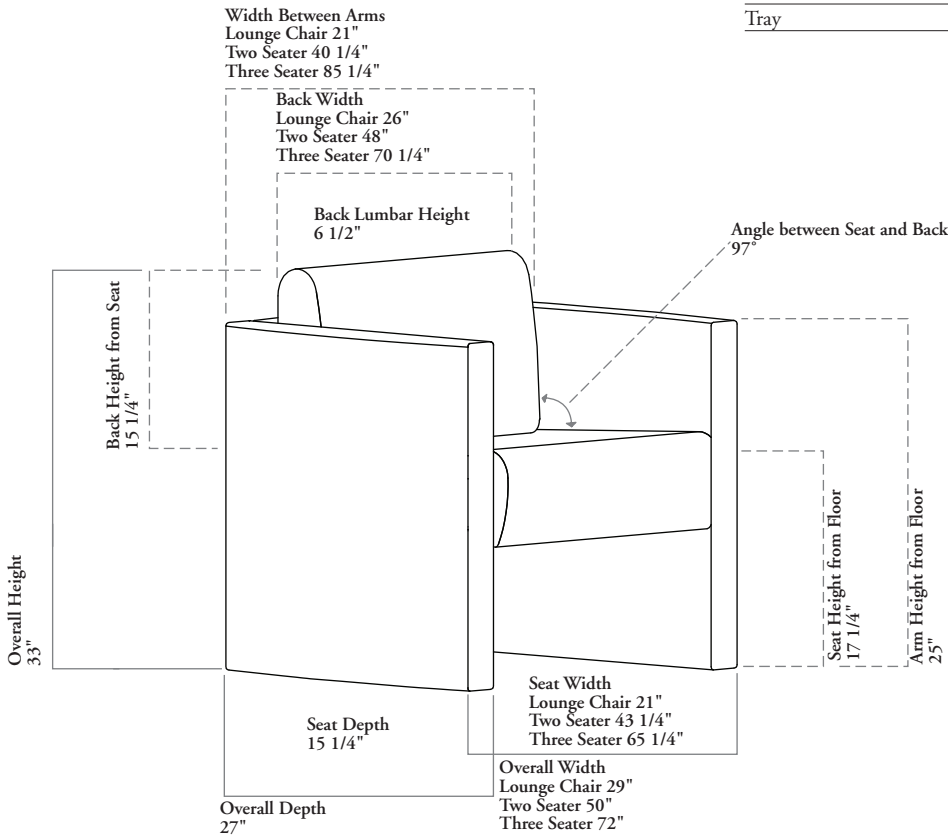 Tray
Width Between Arms
Lounge Chair 21"
Two Seater 40 1/4"
Three Seater 85 1/4"
Back Width
Lounge Chair 26"
Two Seater 48"
Three Seater 70 1/4"
Back Lumbar Height
6 1/2"
Angle between Seat and Back
97°
Back Height from Seat
15 1/4"
Overall Height
33"
Seat Height from Floor
17 1/4"
Arm Height from Floor
25"
Seat Width
Lounge Chair 21"
Two Seater 43 1/4"
Three Seater 65 1/4"
Seat Depth
15 1/4"
Overall Width
Lounge Chair 29"
Two Seater 50"
Three Seater 72"
Overall Depth
27"